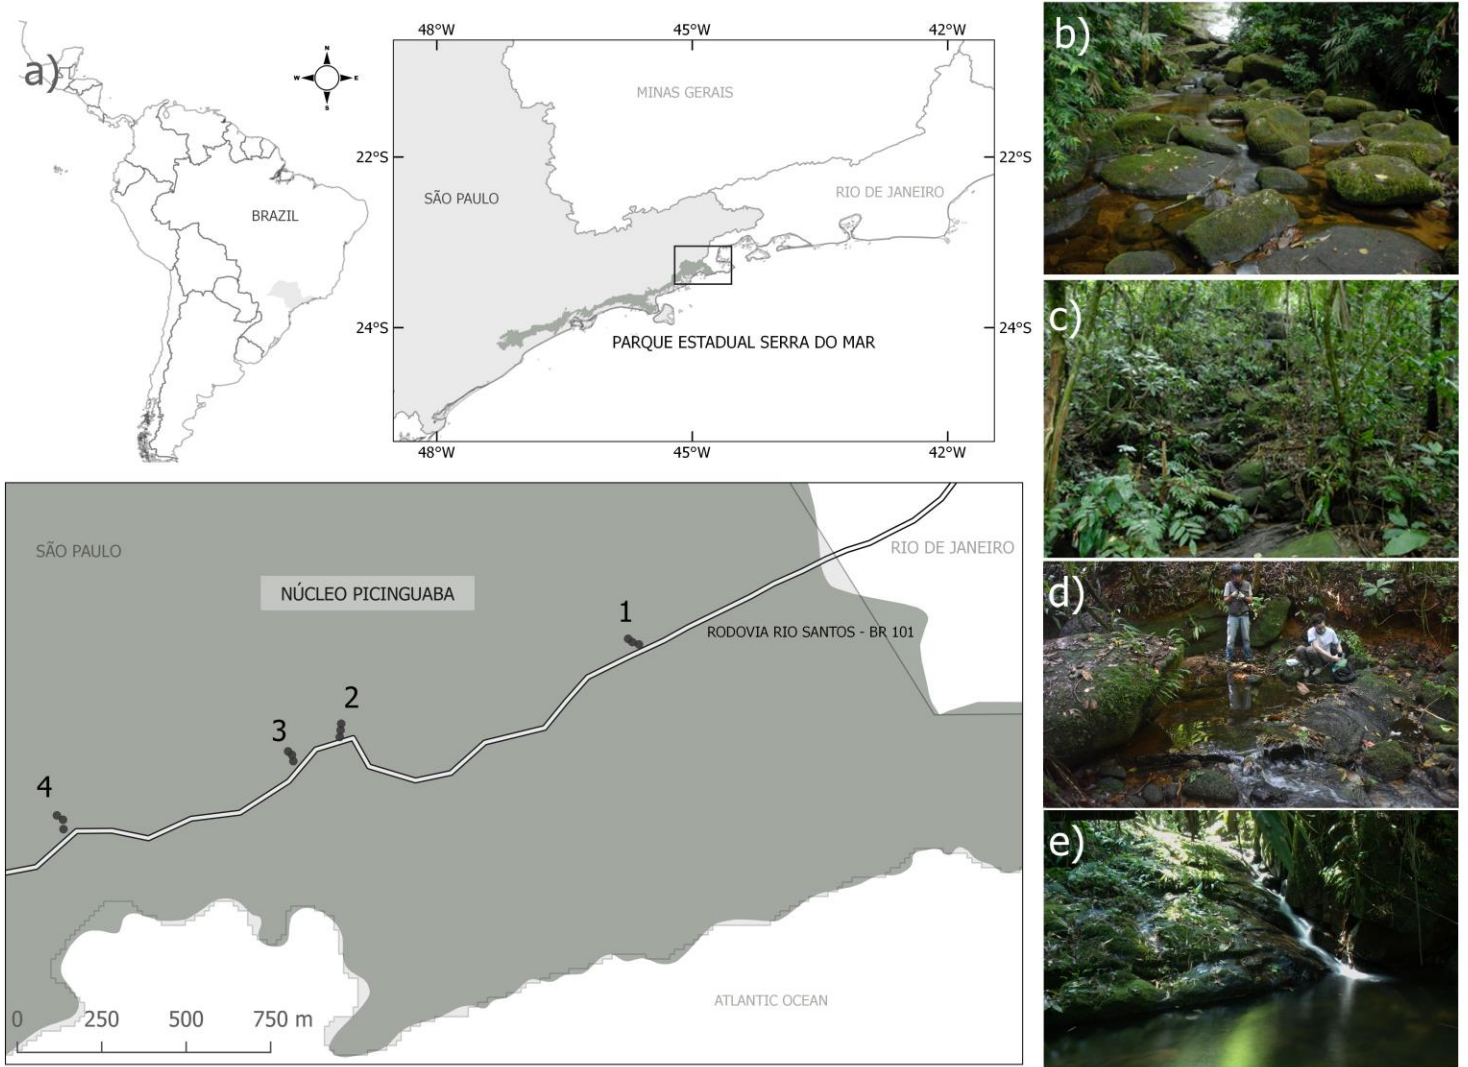 a)
N
W
E
S
BRAZIL
48°W
45°W
42°W
MINAS GERAIS
22°S
22°S
SÃO PAULO
RIO DE JANEIRO
24°S
24°S
PARQUE ESTADUAL SERRA DO MAR
48°W
45°W
42°W
SÃO PAULO
RIO DE JANEIRO
NÚCLEO PICINGUABA
1
RODOVIA RIO SANTOS - BR 101
2
3
4
ATLANTIC OCEAN
0 250 500 750 m
b)
c)
d)
e)